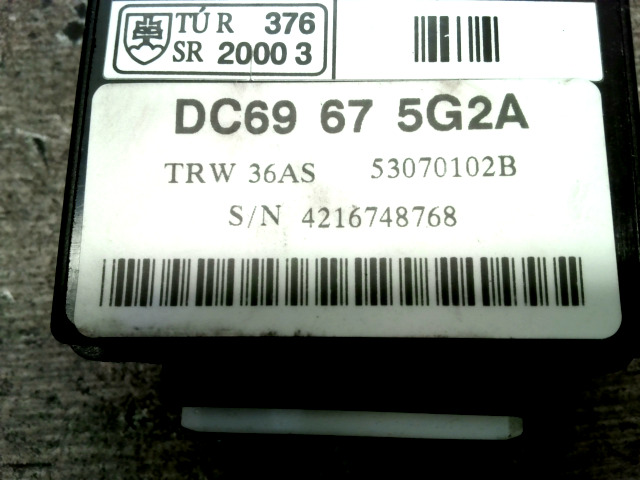 TÚ R 376
SR 2000 3
DC69 67 5G2A
TRW 36AS 53070102B
S/N 4216748768